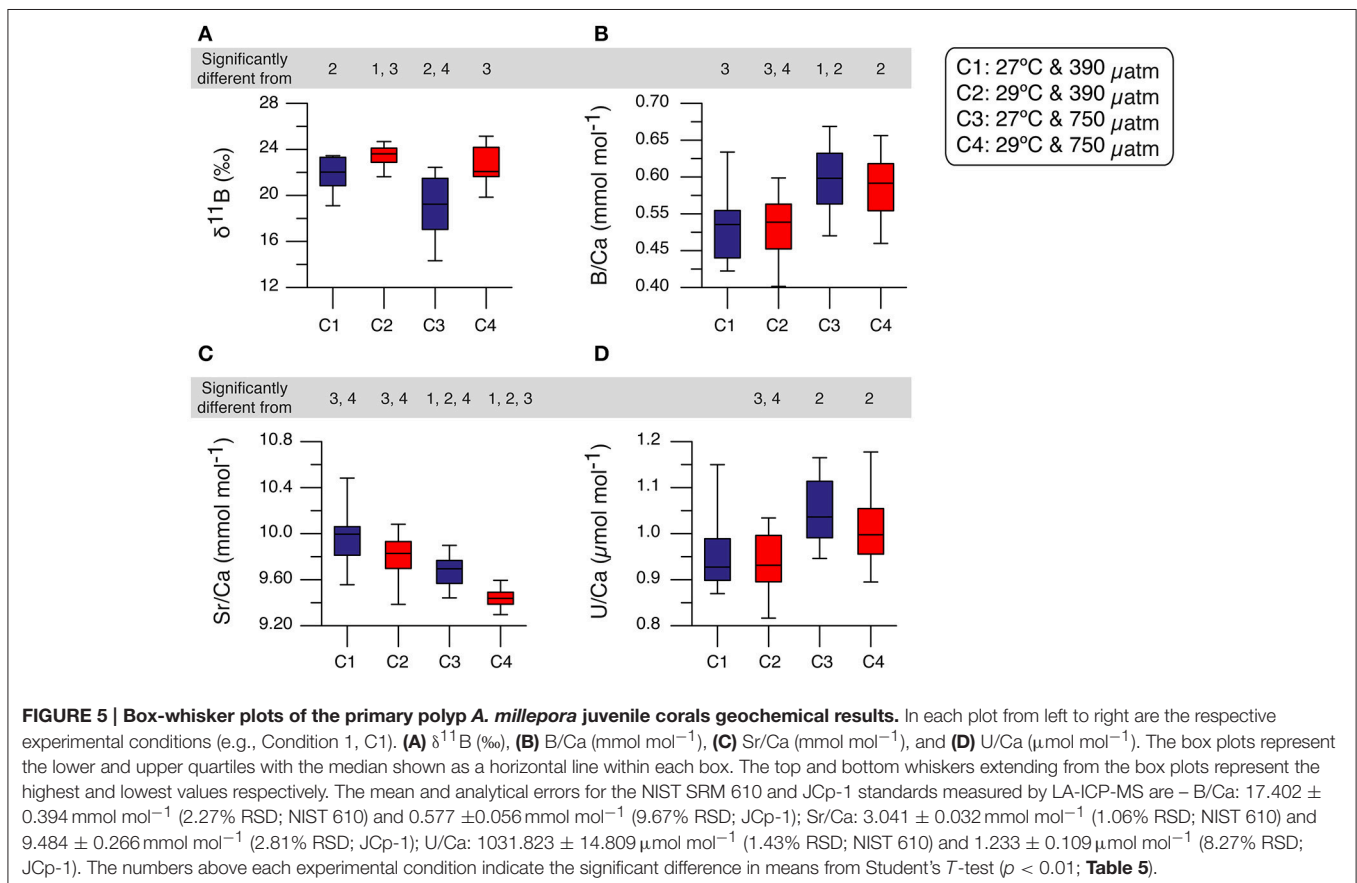 A
B
Significantly
different from
2 1, 3 2, 4 3
3 3, 4 1, 2 2
C1: 27ºC & 390 µatm
C2: 29ºC & 390 µatm
C3: 27ºC & 750 µatm
C4: 29ºC & 750 µatm
δ¹¹B (‰)
28
24
20
16
12
C1 C2 C3 C4
B/Ca (mmol mol⁻¹)
0.70
0.65
0.60
0.55
0.45
0.40
C1 C2 C3 C4
C
D
Significantly
different from
3, 4 3, 4 1, 2, 4 1, 2, 3
3, 4 2 2
Sr/Ca (mmol mol⁻¹)
10.8
10.4
10.0
9.60
9.20
C1 C2 C3 C4
U/Ca (µmol mol⁻¹)
1.2
1.1
1.0
0.9
0.8
C1 C2 C3 C4
FIGURE 5 | Box-whisker plots of the primary polyp A. millepora juvenile corals geochemical results. In each plot from left to right are the respective
experimental conditions (e.g., Condition 1, C1). (A) δ¹¹B (‰), (B) B/Ca (mmol mol⁻¹), (C) Sr/Ca (mmol mol⁻¹), and (D) U/Ca (µmol mol⁻¹). The box plots represent
the lower and upper quartiles with the median shown as a horizontal line within each box. The top and bottom whiskers extending from the box plots represent the
highest and lowest values respectively. The mean and analytical errors for the NIST SRM 610 and JCp-1 standards measured by LA-ICP-MS are – B/Ca: 17.402 ±
0.394 mmol mol⁻¹ (2.27% RSD; NIST 610) and 0.577 ±0.056 mmol mol⁻¹ (9.67% RSD; JCp-1); Sr/Ca: 3.041 ± 0.032 mmol mol⁻¹ (1.06% RSD; NIST 610) and
9.484 ± 0.266 mmol mol⁻¹ (2.81% RSD; JCp-1); U/Ca: 1031.823 ± 14.809 µmol mol⁻¹ (1.43% RSD; NIST 610) and 1.233 ± 0.109 µmol mol⁻¹ (8.27% RSD;
JCp-1). The numbers above each experimental condition indicate the significant difference in means from Student's T-test (p < 0.01; Table 5).